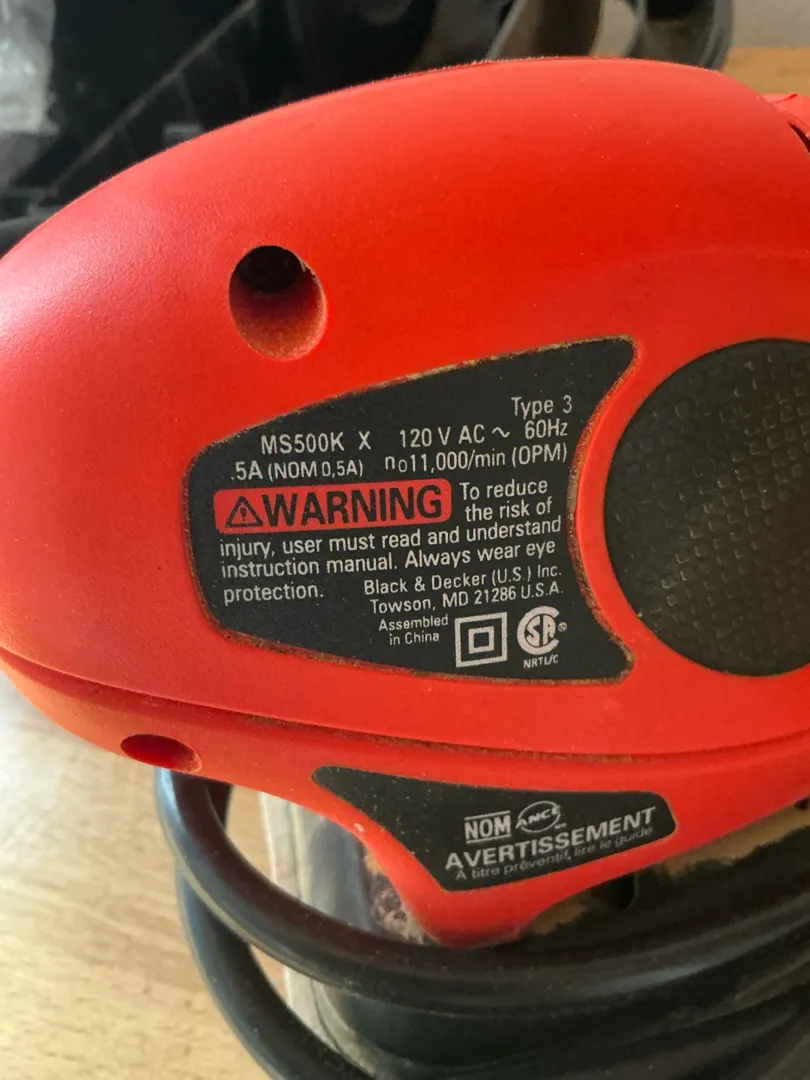 Type 3
MS500K X 120 V AC ~ 60Hz
.5A (NOM 0,5A) no11,000/min (OPM)
⚠WARNING To reduce
the risk of
injury, user must read and understand
instruction manual. Always wear eye
protection. Black & Decker (U.S.) Inc.
Towson, MD 21286 U.S.A.
Assembled
in China
SA®
NRTL/C
NOM ANCE
AVERTISSEMENT
À titre préventif, lire le guide